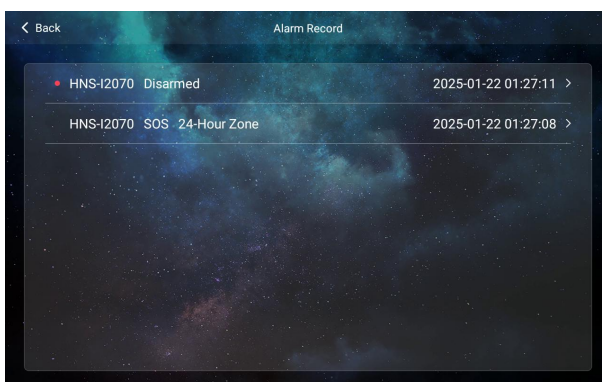 Back
Alarm Record
HNS-I2070 Disarmed 2025-01-22 01:27:11
HNS-I2070 SOS 24-Hour Zone 2025-01-22 01:27:08